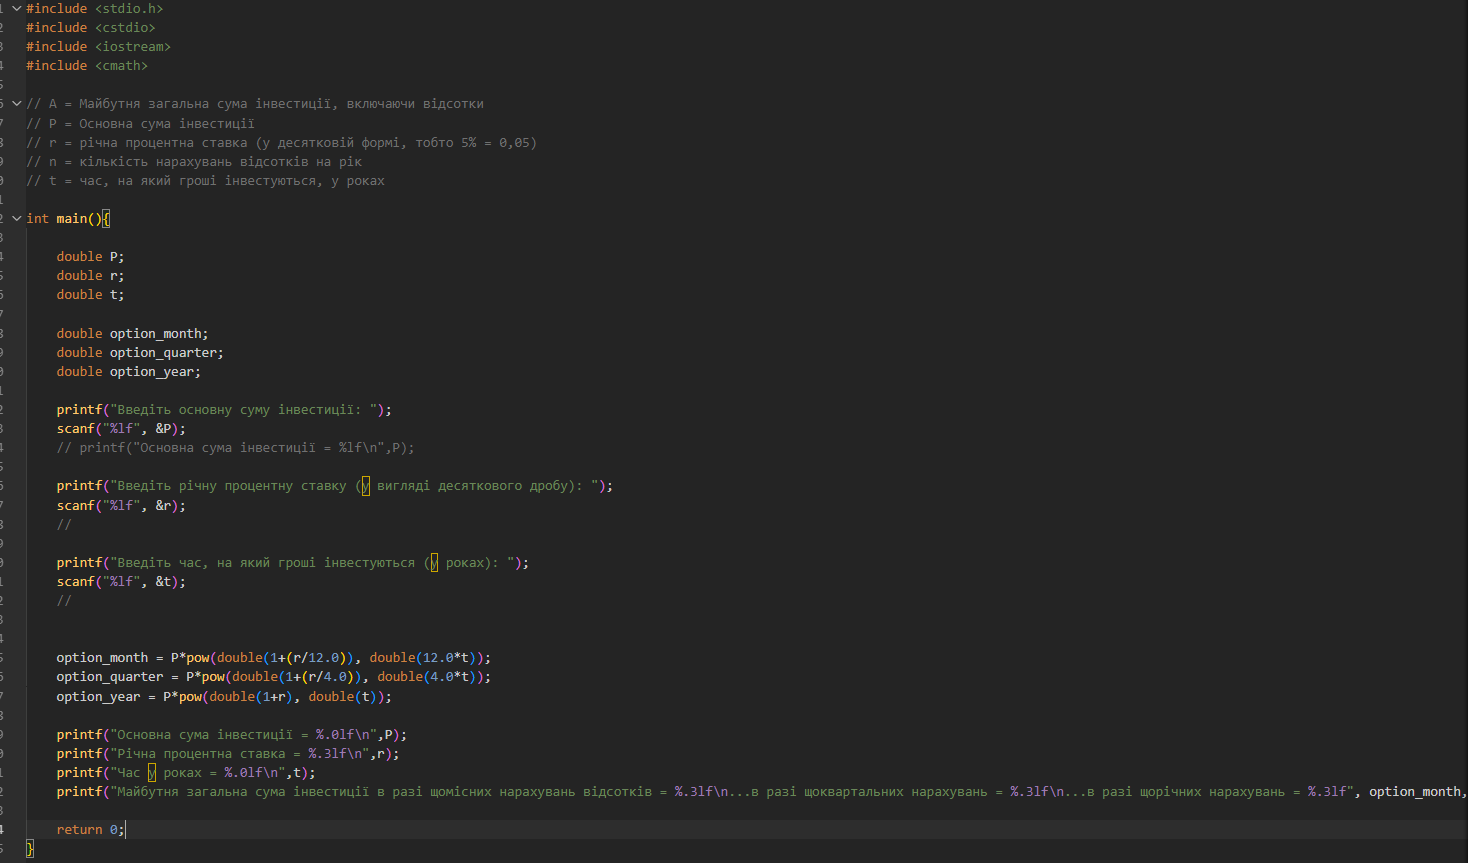 #include <stdio.h>
#include <cstdio>
#include <iostream>
#include <cmath>
// A = Майбутня загальна сума інвестиції, включаючи відсотки
// P = Основна сума інвестиції
// r = річна процентна ставка (у десятковій формі, тобто 5% = 0,05)
// n = кількість нарахувань відсотків на рік
// t = час, на який гроші інвестуються, у роках
int main(){
double P;
double r;
double t;
double option_month;
double option_quarter;
double option_year;
printf("Введіть основну суму інвестиції: ");
scanf("%lf", &P);
// printf("Основна сума інвестиції = %lf\n",P);
printf("Введіть річну процентну ставку (у вигляді десяткового дробу): ");
scanf("%lf", &r);
//
printf("Введіть час, на який гроші інвестуються (у роках): ");
scanf("%lf", &t);
//
option_month = P*pow(double(1+(r/12.0)), double(12.0*t));
option_quarter = P*pow(double(1+(r/4.0)), double(4.0*t));
option_year = P*pow(double(1+r), double(t));
printf("Основна сума інвестиції = %.0lf\n",P);
printf("Річна процентна ставка = %.3lf\n",r);
printf("Час у роках = %.0lf\n",t);
printf("Майбутня загальна сума інвестиції в разі щомісних нарахувань відсотків = %.3lf\n...в разі щоквартальних нарахувань = %.3lf\n...в разі щорічних нарахувань = %.3lf", option_month,
return 0;
}